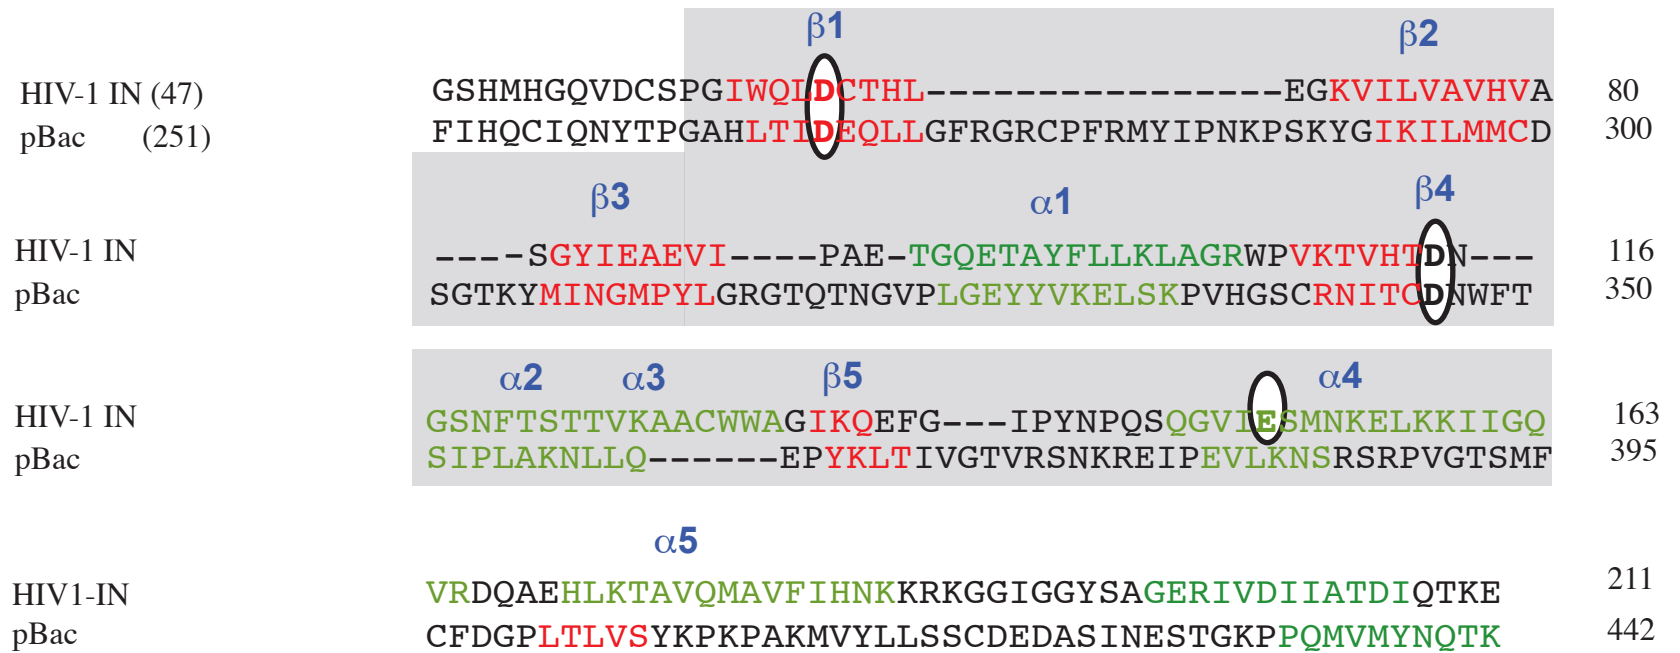 β1 β2
HIV-1 IN (47) GSHMHGQVDCSPGIWQLDCTHL----------------EGKVILVAVHVA 80
pBac (251) FIHQCIQNYTPGAHLTIDEQLLGFRGRCPFRMYIPNKPSKYGIKILMMCD 300
β3 α1 β4
HIV-1 IN ----SGYIEAEVI----PAE-TGQETAYFLLKLAGRWPVKTVHTDN--- 116
pBac SGTKYMINGMPYLGRGTQTNGVPLGEYYVKELSKPVHGSCRNITCDNWFT 350
α2 α3 β5 α4
HIV-1 IN GSNFTSTTVKAACWWAGIKQEFG---IPYNPQSQGVIESMNKELKKIIGQ 163
pBac SIPLAKNLLQ------EPYKLTIVGTVRSNKREIPEVLKNSRSRPVGTSMF 395
α5
HIV1-IN VRDQAEHLKTAVQMAVFIHNKKRKGGIGGYSAGERIVDIIATDIQTKE 211
pBac CFDGPLTLVSYKPKPAKMVYLLSSCDEDASINESTGKPPQMVMYNQTK 442